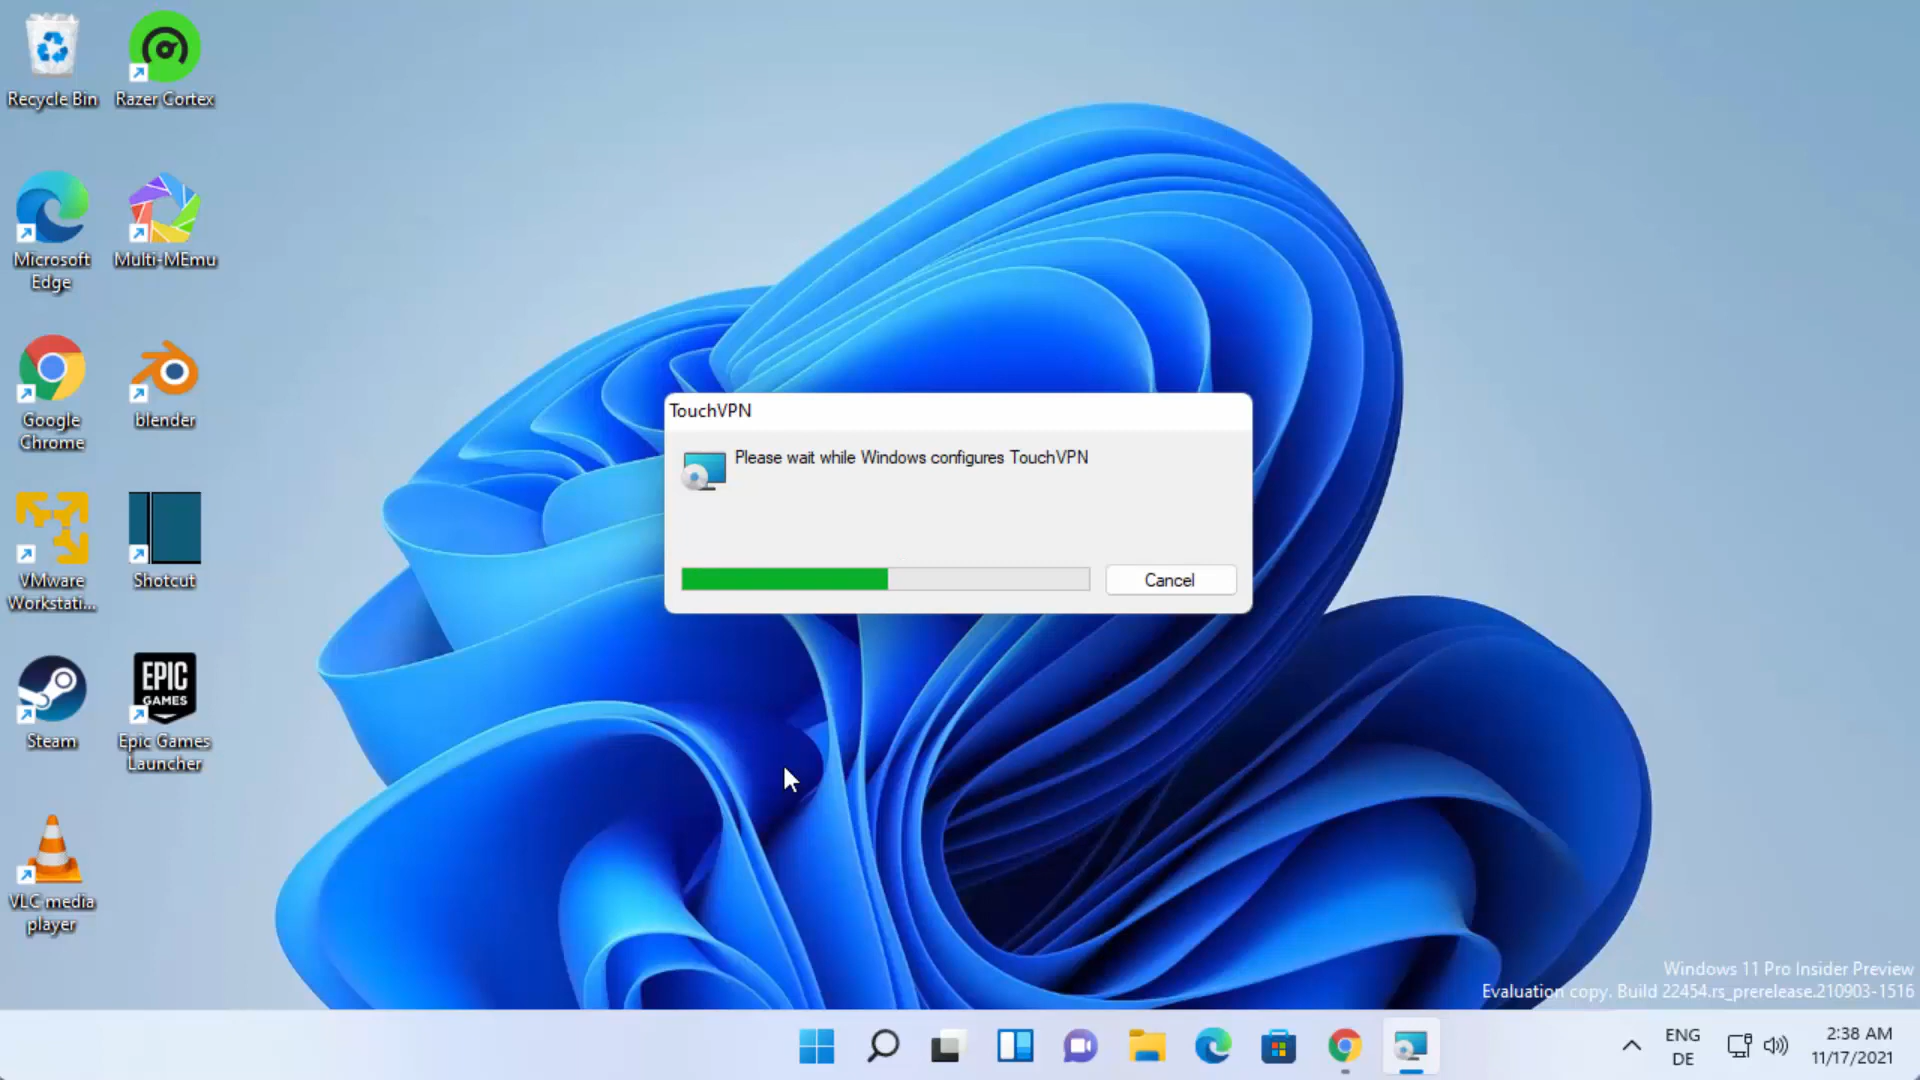 Recycle Bin
Razer Cortex
Microsoft
Edge
Multi-MEmu
Google
Chrome
blender
VMware
Workstati...
Shotcut
Steam
EPIC
GAMES
Epic Games
Launcher
VLC media
player
TouchVPN
Please wait while Windows configures TouchVPN
Cancel
Windows 11 Pro Insider Preview
Evaluation copy. Build 22454.rs_prerelease.210903-1516
ENG
DE
2:38 AM
11/17/2021